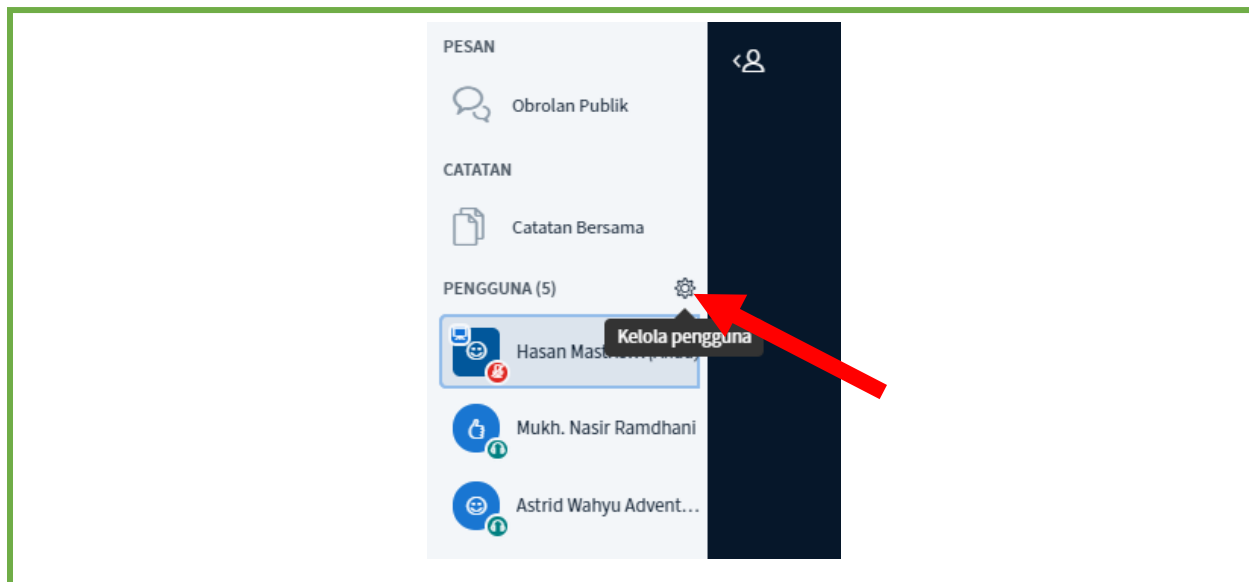 PESAN
Obrolan Publik
CATATAN
Catatan Bersama
PENGGUNA (5)
Kelola pengguna
Hasan
Mukh. Nasir Ramdhani
Astrid Wahyu Advent...